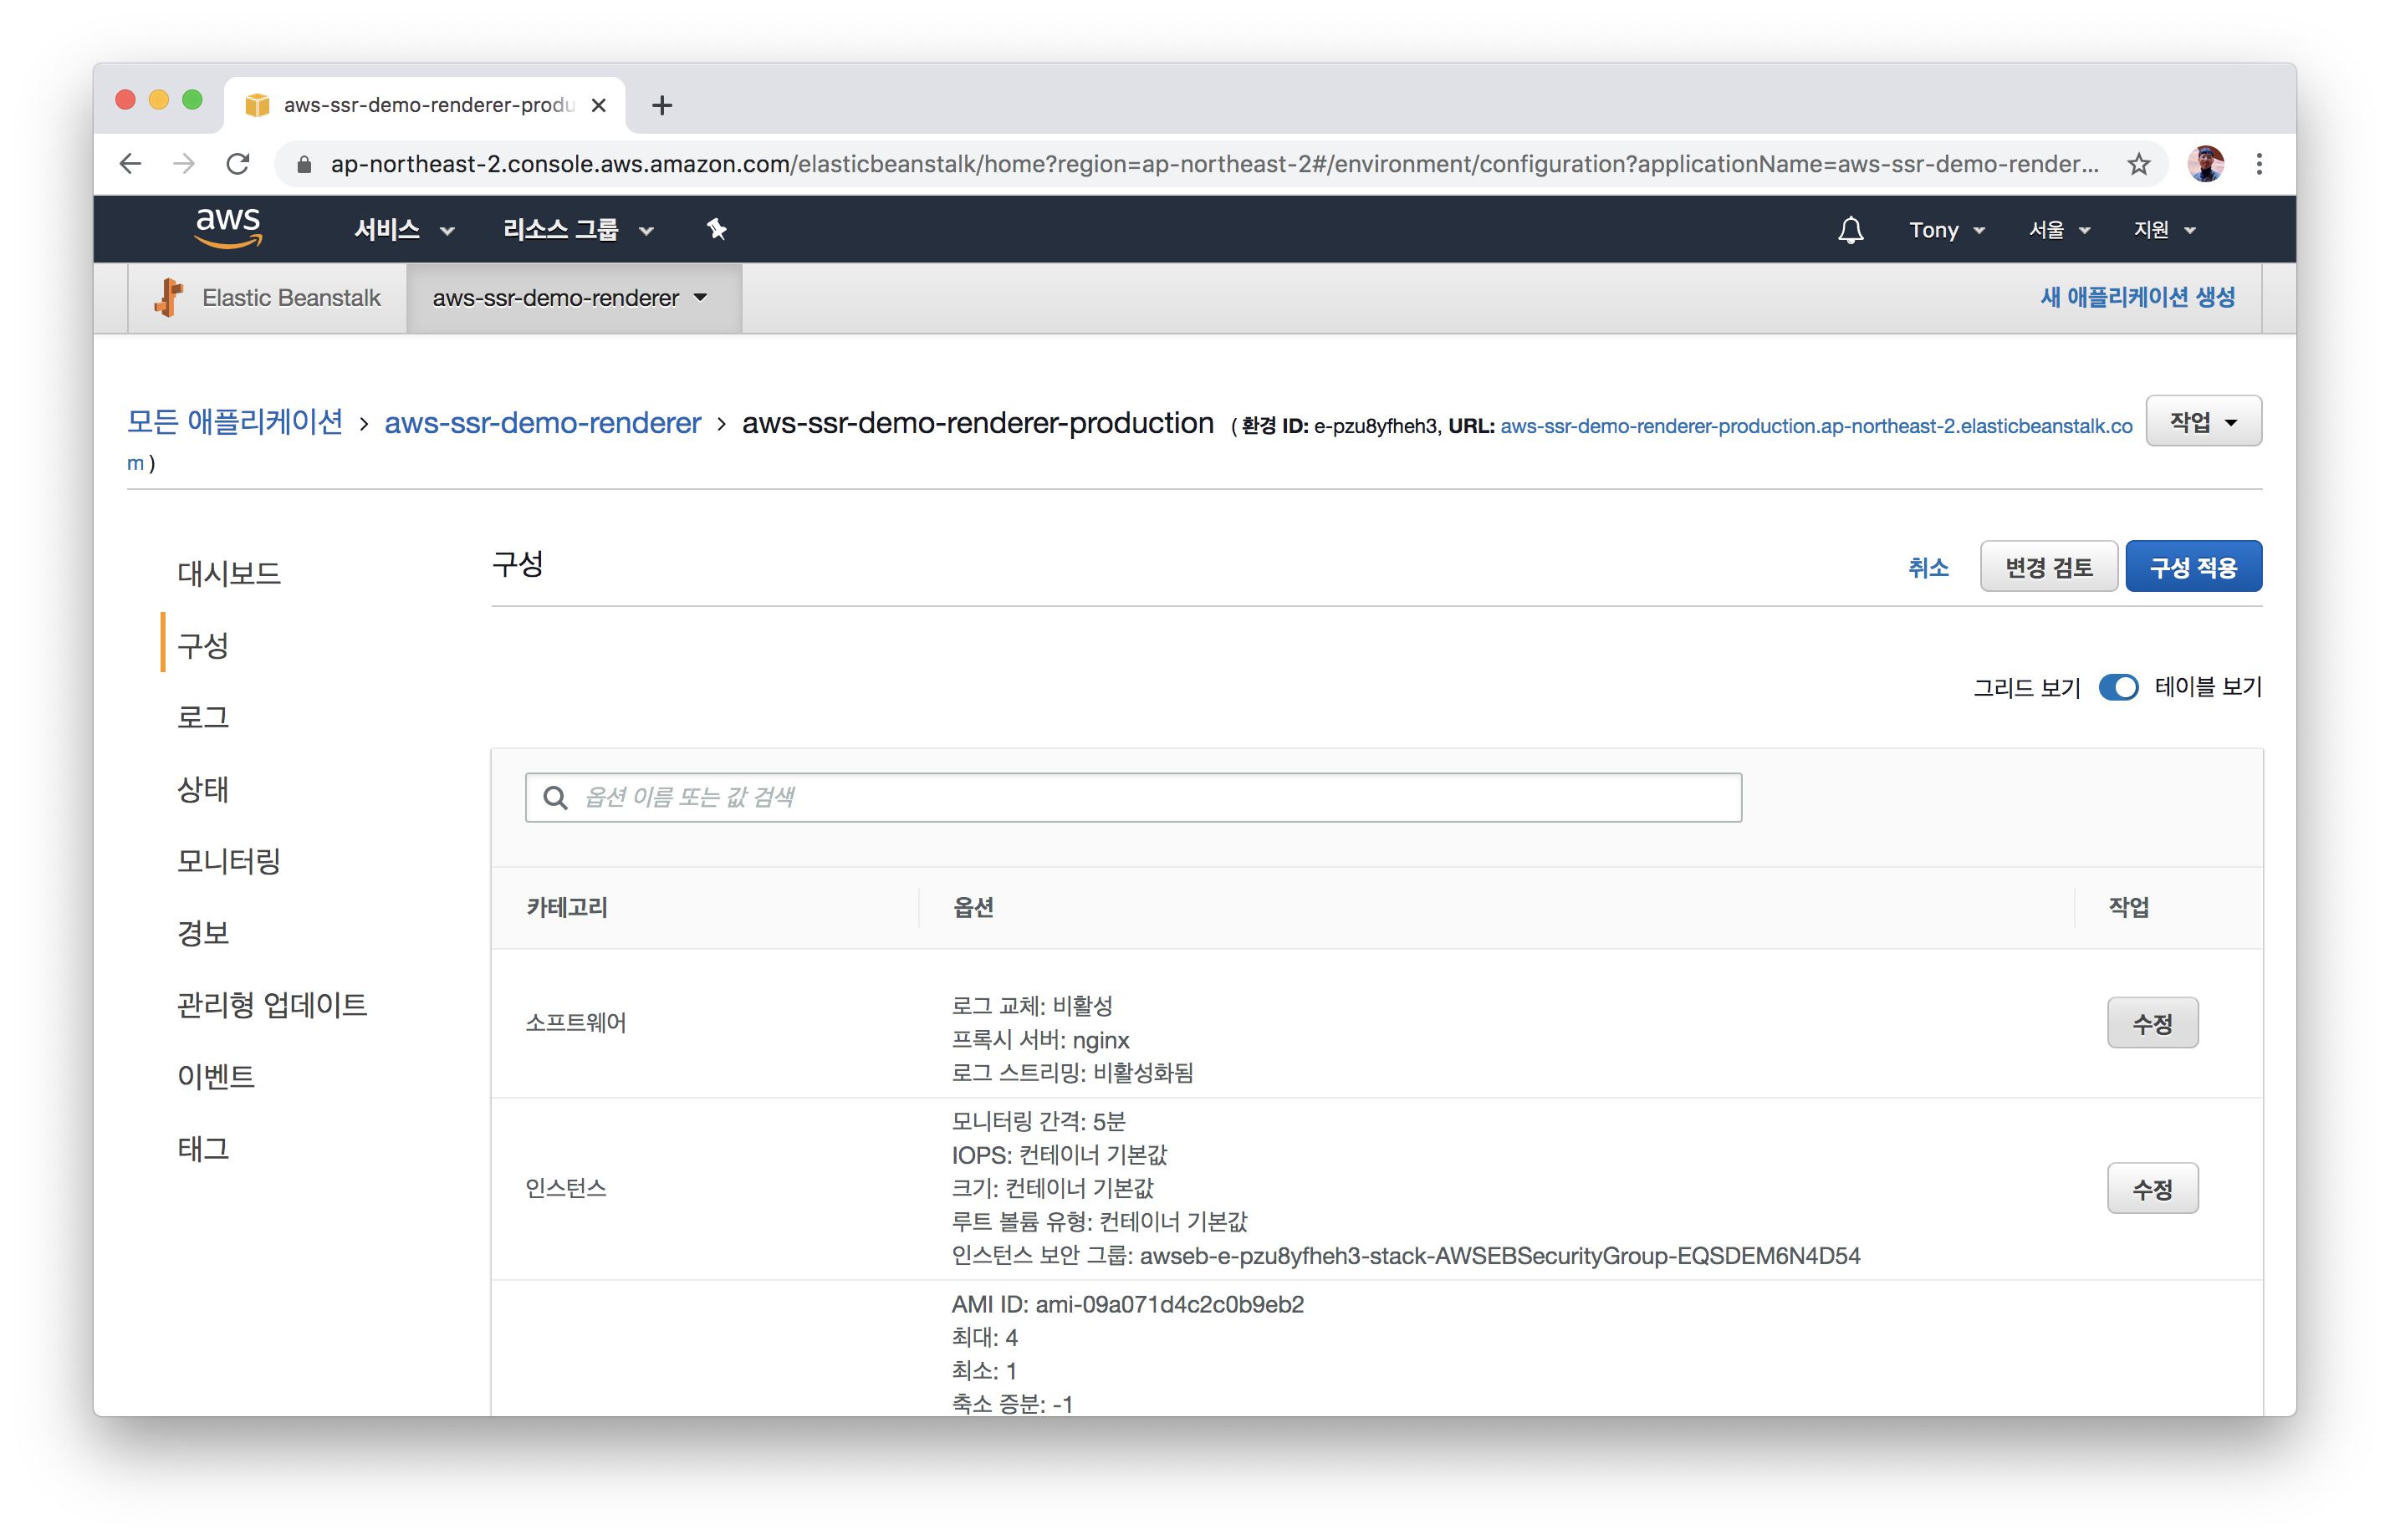 aws-ssr-demo-renderer-produ
ap-northeast-2.console.aws.amazon.com/elasticbeanstalk/home?region=ap-northeast-2#/environment/configuration?applicationName=aws-ssr-demo-render...
aws 서비스 리소스 그룹 Tony 서울 지원
Elastic Beanstalk aws-ssr-demo-renderer 새 애플리케이션 생성
모든 애플리케이션 > aws-ssr-demo-renderer > aws-ssr-demo-renderer-production ( 환경 ID: e-pzu8yfheh3, URL: aws-ssr-demo-renderer-production.ap-northeast-2.elasticbeanstalk.co
m )
작업
대시보드
구성
로그
상태
모니터링
경보
관리형 업데이트
이벤트
태그
구성
취소 변경 검토 구성 적용
그리드 보기 테이블 보기
옵션 이름 또는 값 검색
카테고리 옵션 작업
소프트웨어
로그 교체: 비활성
프록시 서버: nginx
로그 스트리밍: 비활성화됨
수정
인스턴스
모니터링 간격: 5분
IOPS: 컨테이너 기본값
크기: 컨테이너 기본값
루트 볼륨 유형: 컨테이너 기본값
인스턴스 보안 그룹: awseb-e-pzu8yfheh3-stack-AWSEBSecurityGroup-EQSDEM6N4D54
수정
AMI ID: ami-09a071d4c2c0b9eb2
최대: 4
최소: 1
축소 증분: -1